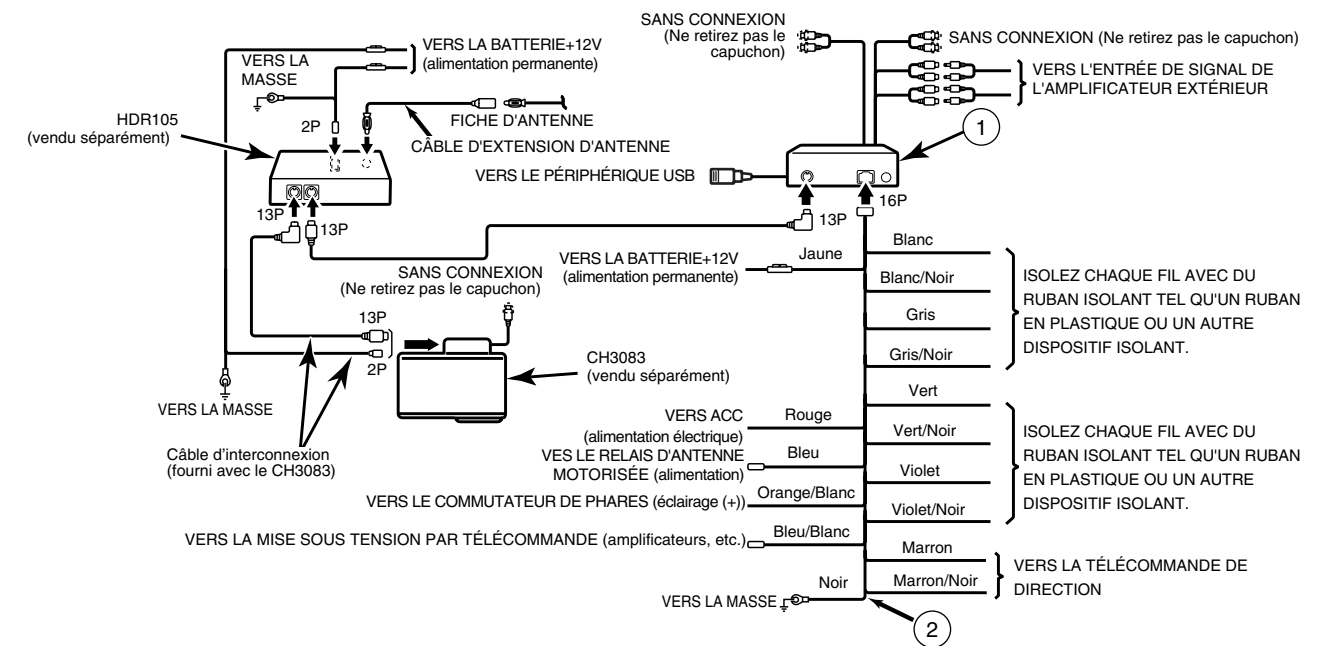 SANS CONNEXION
(Ne retirez pas le
capuchon)
SANS CONNEXION (Ne retirez pas le capuchon)
VERS L'ENTRÉE DE SIGNAL DE
L'AMPLIFICATEUR EXTÉRIEUR
VERS LA BATTERIE+12V
(alimentation permanente)
VERS LA
MASSE
HDR105
(vendu séparément)
2P
FICHE D'ANTENNE
CÂBLE D'EXTENSION D'ANTENNE
1
VERS LE PÉRIPHÉRIQUE USB
13P
13P
13P
16P
VERS LA BATTERIE+12V
(alimentation permanente)
Jaune
Blanc
Blanc/Noir
Gris
Gris/Noir
ISOLEZ CHAQUE FIL AVEC DU
RUBAN ISOLANT TEL QU'UN RUBAN
EN PLASTIQUE OU UN AUTRE
DISPOSITIF ISOLANT.
SANS CONNEXION
(Ne retirez pas le capuchon)
13P
2P
CH3083
(vendu séparément)
VERS LA MASSE
Câble d'interconnexion
(fourni avec le CH3083)
VERS ACC
(alimentation électrique)
Rouge
VES LE RELAIS D'ANTENNE
MOTORISÉE (alimentation)
Bleu
VERS LE COMMUTATEUR DE PHARES (éclairage (+))
Orange/Blanc
VERS LA MISE SOUS TENSION PAR TÉLÉCOMMANDE (amplificateurs, etc.)
Bleu/Blanc
Noir
VERS LA MASSE
Vert
Vert/Noir
Violet
Violet/Noir
ISOLEZ CHAQUE FIL AVEC DU
RUBAN ISOLANT TEL QU'UN RUBAN
EN PLASTIQUE OU UN AUTRE
DISPOSITIF ISOLANT.
Marron
Marron/Noir
VERS LA TÉLÉCOMMANDE DE
DIRECTION
2